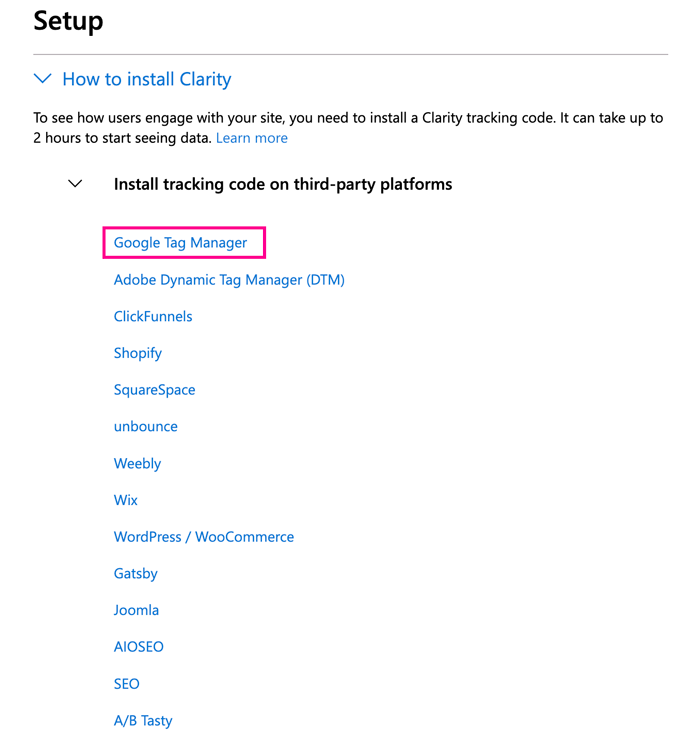 Setup
How to install Clarity
To see how users engage with your site, you need to install a Clarity tracking code. It can take up to
2 hours to start seeing data. Learn more
Install tracking code on third-party platforms
Google Tag Manager
Adobe Dynamic Tag Manager (DTM)
ClickFunnels
Shopify
SquareSpace
unbounce
Weebly
Wix
WordPress / WooCommerce
Gatsby
Joomla
AIOSEO
SEO
A/B Tasty